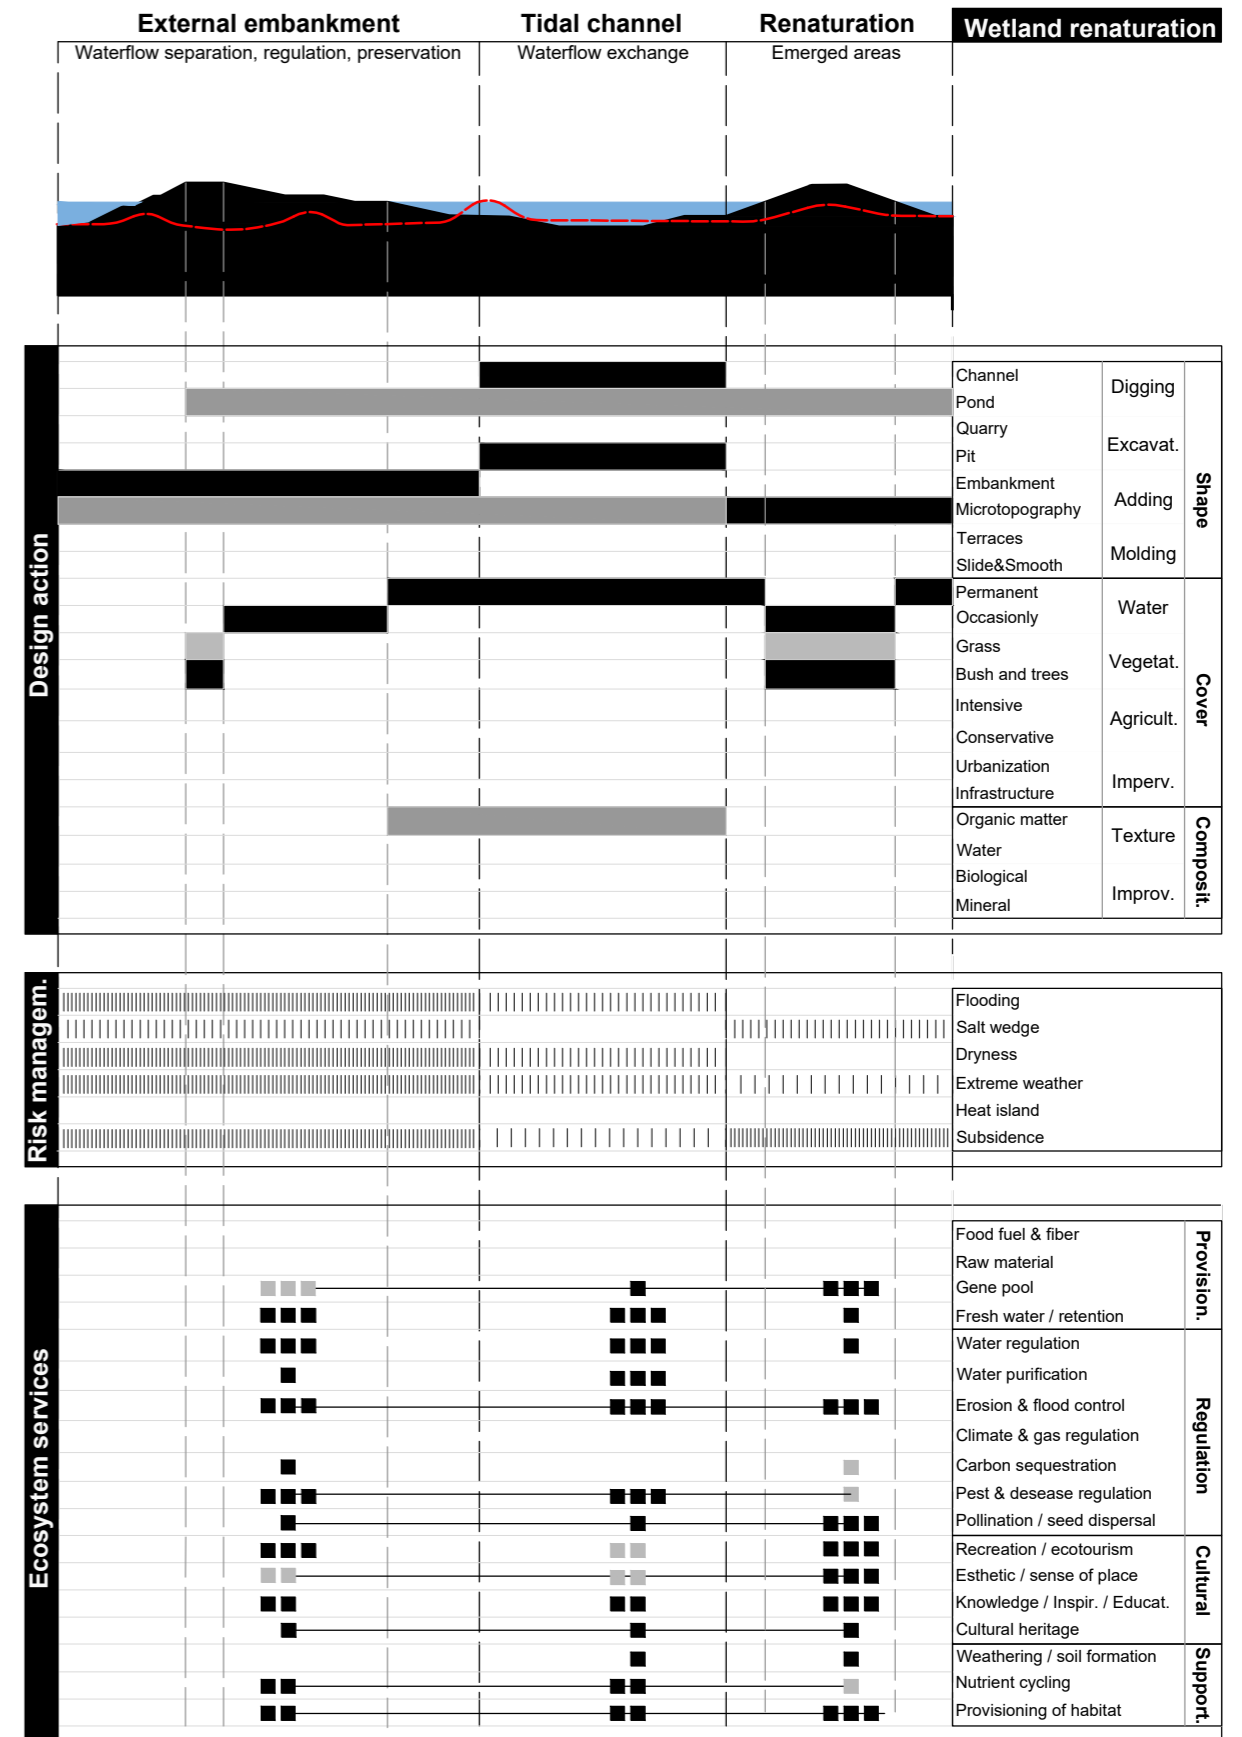 External embankment
Tidal channel
Renaturation
Wetland renaturation
Waterflow separation, regulation, preservation
Waterflow exchange
Emerged areas
Design action
Channel
Pond
Digging
Quarry
Pit
Excavat.
Embankment
Microtopography
Adding
Terraces
Slide&Smooth
Molding
Shape
Permanent
Occasionly
Water
Grass
Bush and trees
Vegetat.
Intensive
Conservative
Agricult.
Urbanization
Infrastructure
Imperv.
Cover
Organic matter
Water
Texture
Biological
Mineral
Improv.
Composit.
Risk managem.
Flooding
Salt wedge
Dryness
Extreme weather
Heat island
Subsidence
Ecosystem services
Food fuel & fiber
Raw material
Gene pool
Fresh water / retention
Provision.
Water regulation
Water purification
Erosion & flood control
Climate & gas regulation
Carbon sequestration
Pest & desease regulation
Pollination / seed dispersal
Regulation
Recreation / ecotourism
Esthetic / sense of place
Knowledge / Inspir. / Educat.
Cultural heritage
Cultural
Weathering / soil formation
Nutrient cycling
Provisioning of habitat
Support.